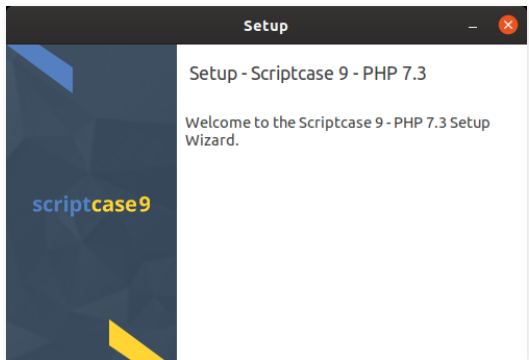 Setup
Setup - Scriptcase 9 - PHP 7.3
Welcome to the Scriptcase 9 - PHP 7.3 Setup
Wizard.
scriptcase9